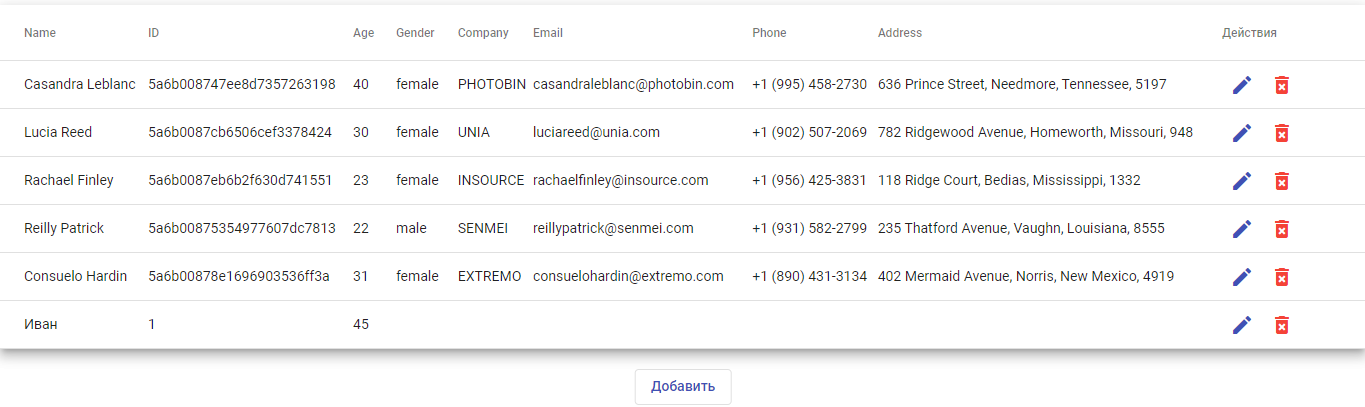 Name ID Age Gender Company Email Phone Address Действия
Casandra Leblanc 5a6b008747ee8d7357263198 40 female PHOTOBIN casandraleblanc@photobin.com +1 (995) 458-2730 636 Prince Street, Needmore, Tennessee, 5197
Lucia Reed 5a6b0087cb6506cef3378424 30 female UNIA luciareed@unia.com +1 (902) 507-2069 782 Ridgewood Avenue, Homeworth, Missouri, 948
Rachael Finley 5a6b0087eb6b2f630d741551 23 female INSOURCE rachaelfinley@insource.com +1 (956) 425-3831 118 Ridge Court, Bedias, Mississippi, 1332
Reilly Patrick 5a6b00875354977607dc7813 22 male SENMEI reillypatrick@senmei.com +1 (931) 582-2799 235 Thatford Avenue, Vaughn, Louisiana, 8555
Consuelo Hardin 5a6b00878e1696903536ff3a 31 female EXTREMO consuelohardin@extremo.com +1 (890) 431-3134 402 Mermaid Avenue, Norris, New Mexico, 4919
Иван 1 45
Добавить